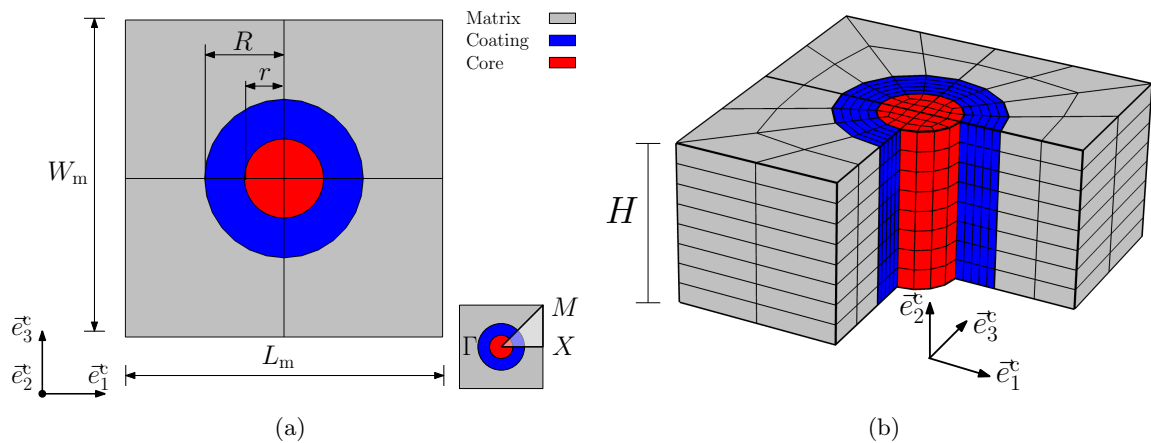 R
r
W_m
L_m
e⃗_3^c
e⃗_2^c
e⃗_1^c
Matrix
Coating
Core
M
Γ
X
(a)
H
e⃗_2^c
e⃗_3^c
e⃗_1^c
(b)